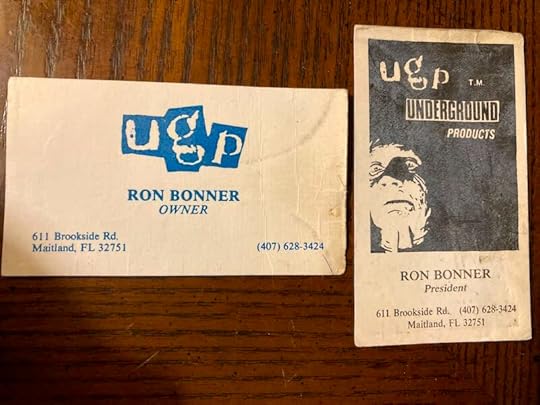 ugp
RON BONNER
OWNER
611 Brookside Rd.
Maitland, FL 32751
(407) 628-3424
ugp T.M.
UNDERGROUND
PRODUCTS
RON BONNER
President
611 Brookside Rd. (407) 628-3424
Maitland, FL 32751